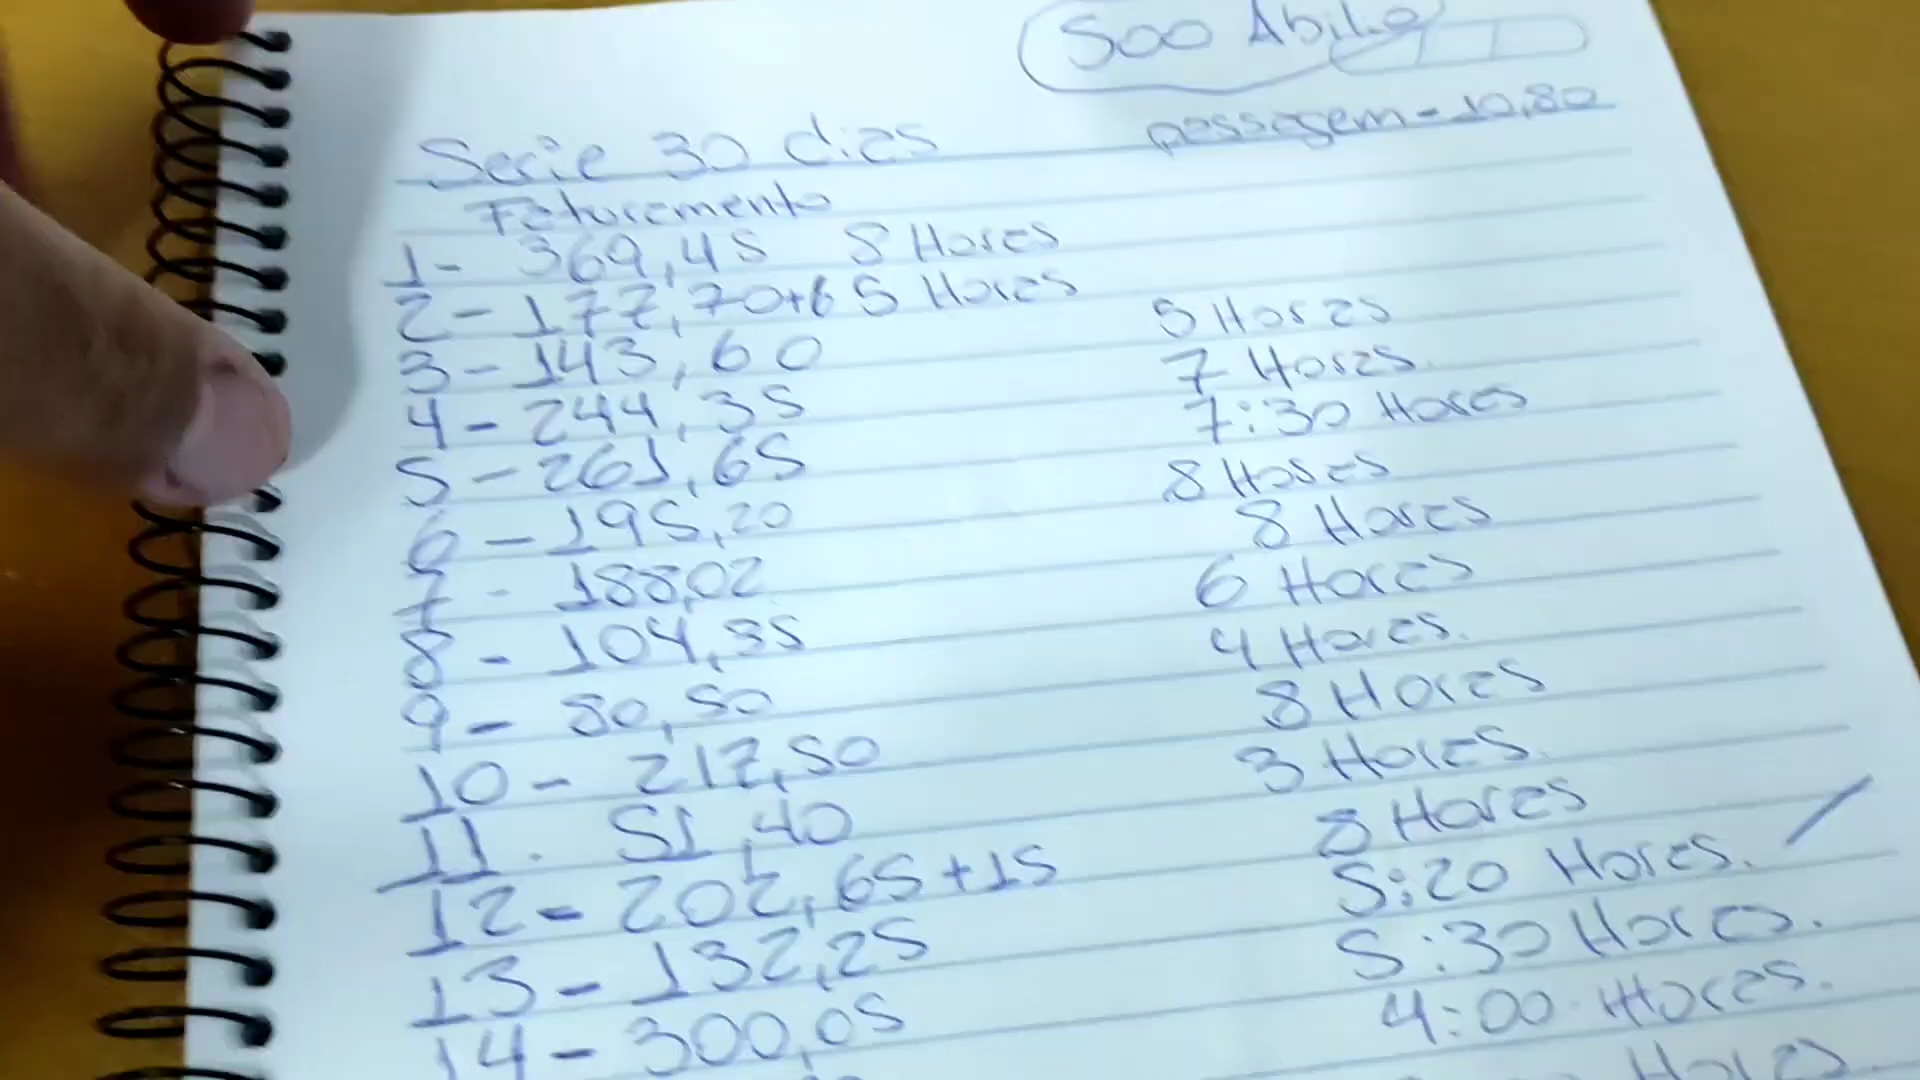 500 Abilio
passagem - 10,80
Serie 30 dias
Faturamento
1- 369,45 8 Horas
2- 177,70+6 5 Horas
3- 143,60 5 Horas
4- 244,35 7 Horas.
5- 261,65 7:30 Horas
6- 195,20 8 Horas
7- 188,02 8 Horas
8- 104,35 6 Horas
9- 80,50 4 Horas.
10- 217,50 8 Horas
11. 51,40 3 Horas.
12- 202,65+15 8 Horas
13- 132,25 5:20 Horas.
14- 300,05 5:30 Horas.
4:00 Horas.
Horas.